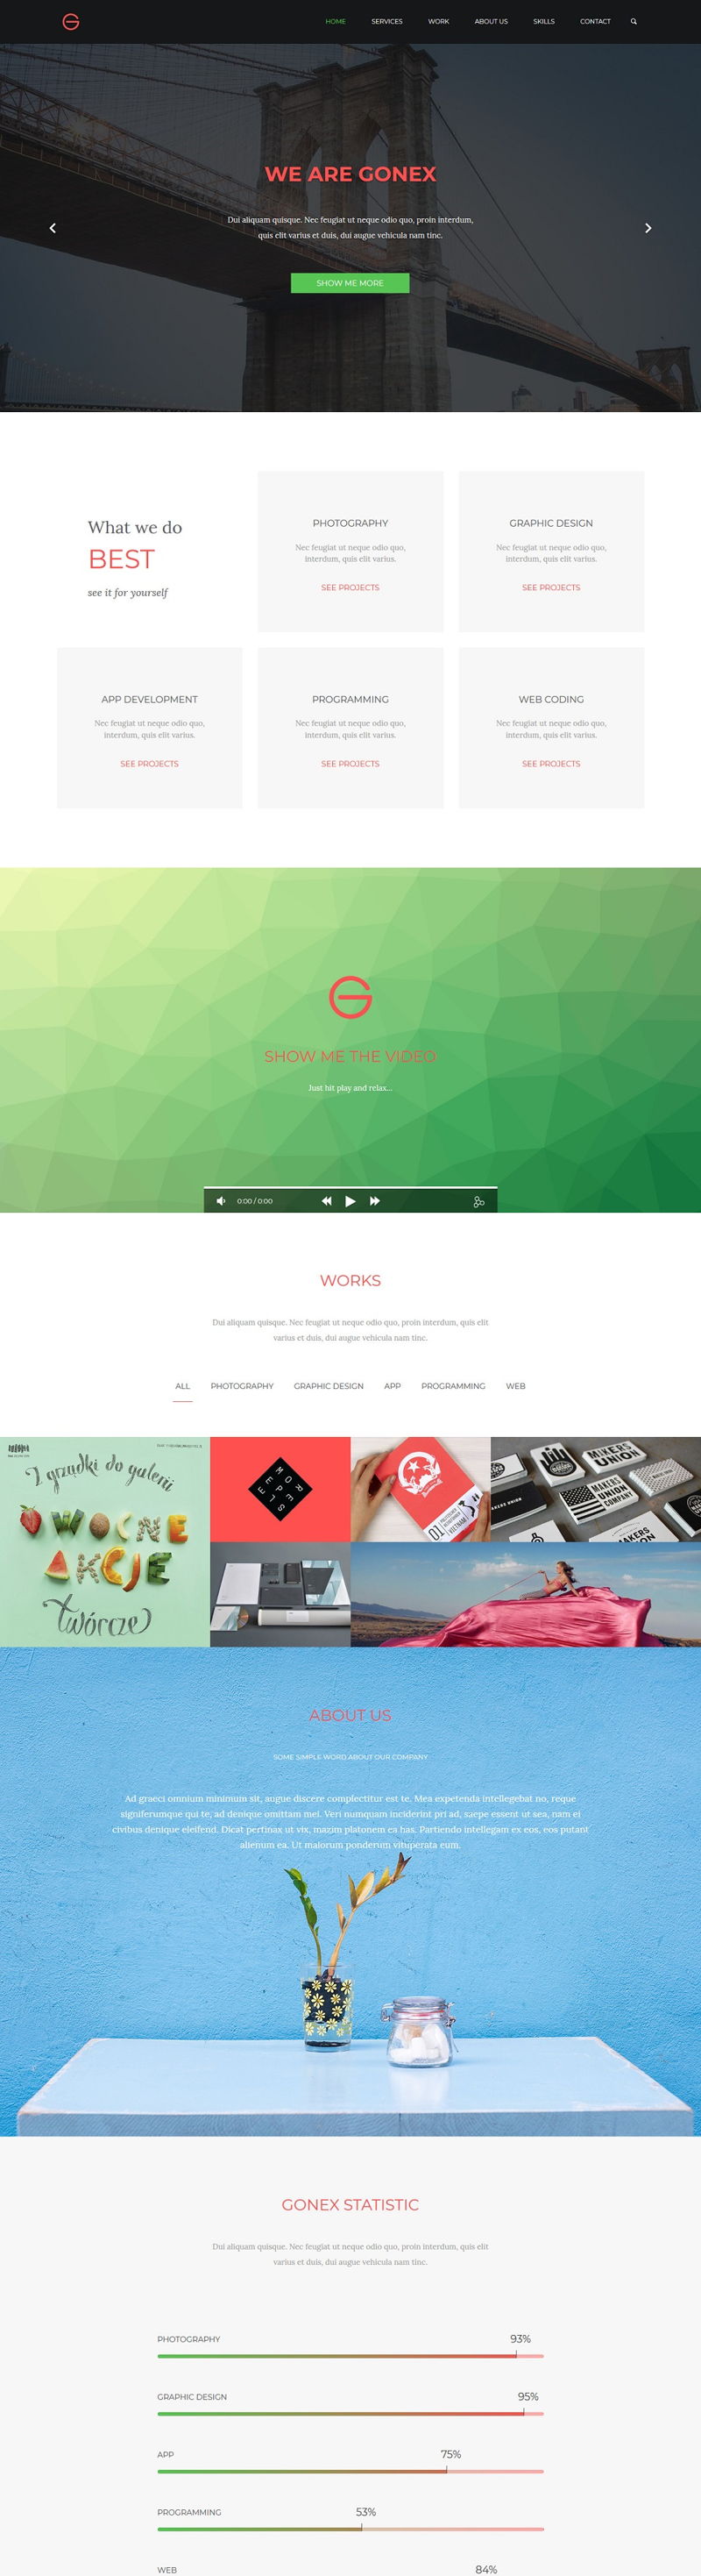 HOME SERVICES WORK ABOUT US SKILLS CONTACT
WE ARE GONEX
Dui aliquam quisque. Nec feugiat ut neque odio quo, proin interdum,
quis elit varius et duis, dui augue vehicula nam tinc.
SHOW ME MORE
What we do
BEST
see it for yourself
PHOTOGRAPHY
Nec feugiat ut neque odio quo,
interdum, quis elit varius.
SEE PROJECTS
GRAPHIC DESIGN
Nec feugiat ut neque odio quo,
interdum, quis elit varius.
SEE PROJECTS
APP DEVELOPMENT
Nec feugiat ut neque odio quo,
interdum, quis elit varius.
SEE PROJECTS
PROGRAMMING
Nec feugiat ut neque odio quo,
interdum, quis elit varius.
SEE PROJECTS
WEB CODING
Nec feugiat ut neque odio quo,
interdum, quis elit varius.
SEE PROJECTS
SHOW ME THE VIDEO
Just hit play and relax...
0:00 / 0:00
WORKS
Dui aliquam quisque. Nec feugiat ut neque odio quo, proin interdum, quis elit
varius et duis, dui augue vehicula nam tinc.
ALL PHOTOGRAPHY GRAPHIC DESIGN APP PROGRAMMING WEB
Z grządki do galerii
WOCNE
AKCJE
twórcze
01
VIETNAM
MAKERS
UNION
MAKERS
UNION
COMPANY
MAKERS UNION
ABOUT US
SOME SIMPLE WORD ABOUT OUR COMPANY
Ad graeci omnium minimum sit, augue discere complectitur est te. Mea expetenda intellegebat no, reque
signiferumque qui te, ad denique omittam mel. Veri numquam inciderint pri ad, saepe essent ut sea, nam ei
civibus denique eleifend. Dicat pertinax ut vix, mazim platonem ea has. Partiendo intellegam ex eos, eos putant
alienum ea. Ut maiorum ponderum vituperata eum.
GONEX STATISTIC
Dui aliquam quisque. Nec feugiat ut neque odio quo, proin interdum, quis elit
varius et duis, dui augue vehicula nam tinc.
PHOTOGRAPHY 93%
GRAPHIC DESIGN 95%
APP 75%
PROGRAMMING 53%
WEB 84%